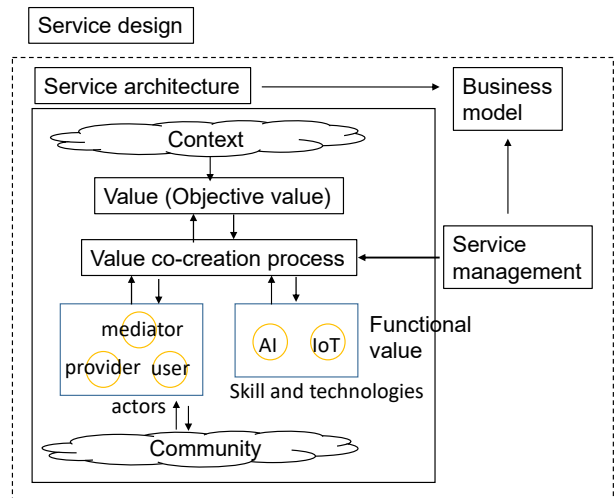 Service design
Service architecture
Business
model
Context
Value (Objective value)
Value co-creation process
Service
management
mediator
provider
user
actors
AI
IoT
Functional
value
Skill and technologies
Community